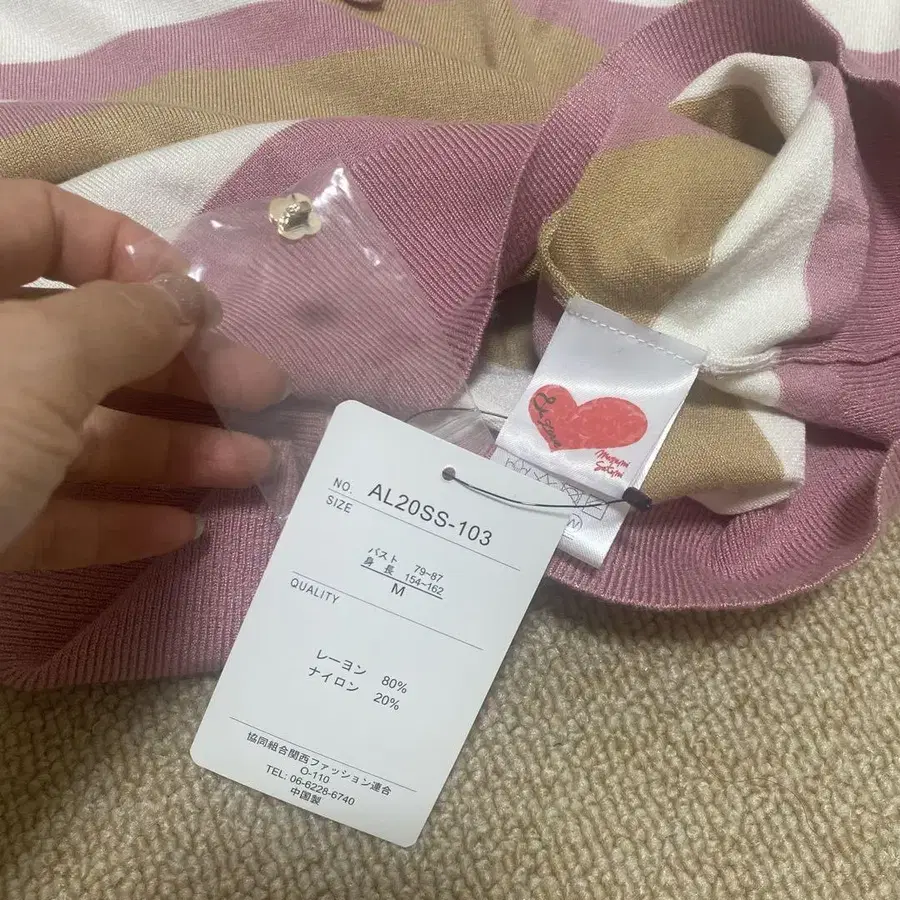 NO. AL20SS-103
SIZE
バスト 79~87
身長 154~162
M
QUALITY
レーヨン 80%
ナイロン 20%
協同組合関西ファッション連合
O-110
TEL: 06-6228-6740
中国製